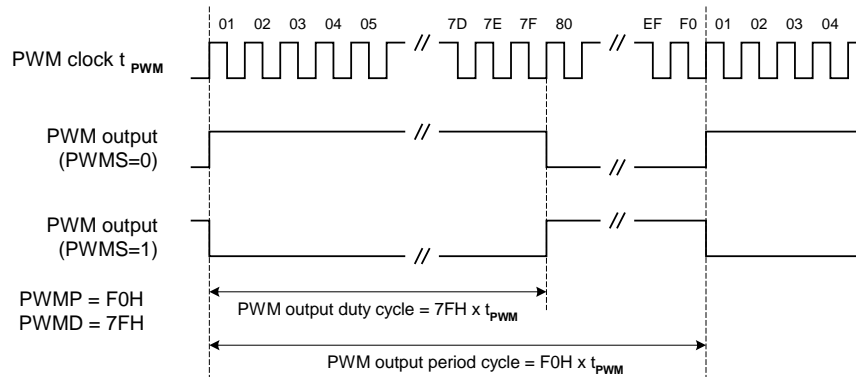 01 02 03 04 05 7D 7E 7F 80 EF F0 01 02 03 04
PWM clock t PWM
PWM output
(PWMS=0)
PWM output
(PWMS=1)
PWMP = F0H
PWMD = 7FH
PWM output duty cycle = 7FH x tPWM
PWM output period cycle = F0H x tPWM